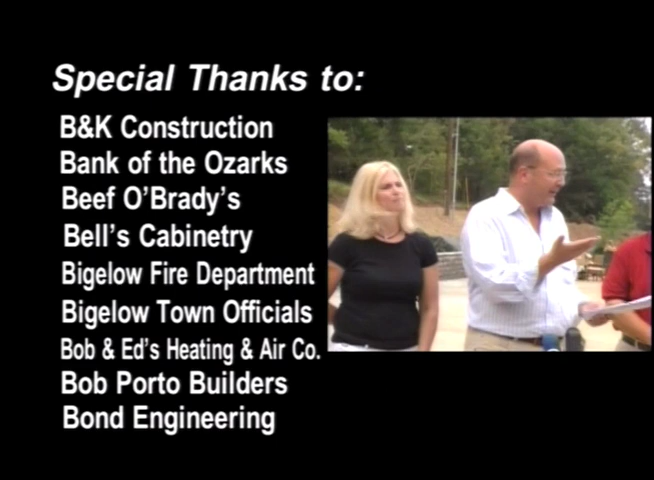 Special Thanks to:
B&K Construction
Bank of the Ozarks
Beef O'Brady's
Bell's Cabinetry
Bigelow Fire Department
Bigelow Town Officials
Bob & Ed's Heating & Air Co.
Bob Porto Builders
Bond Engineering